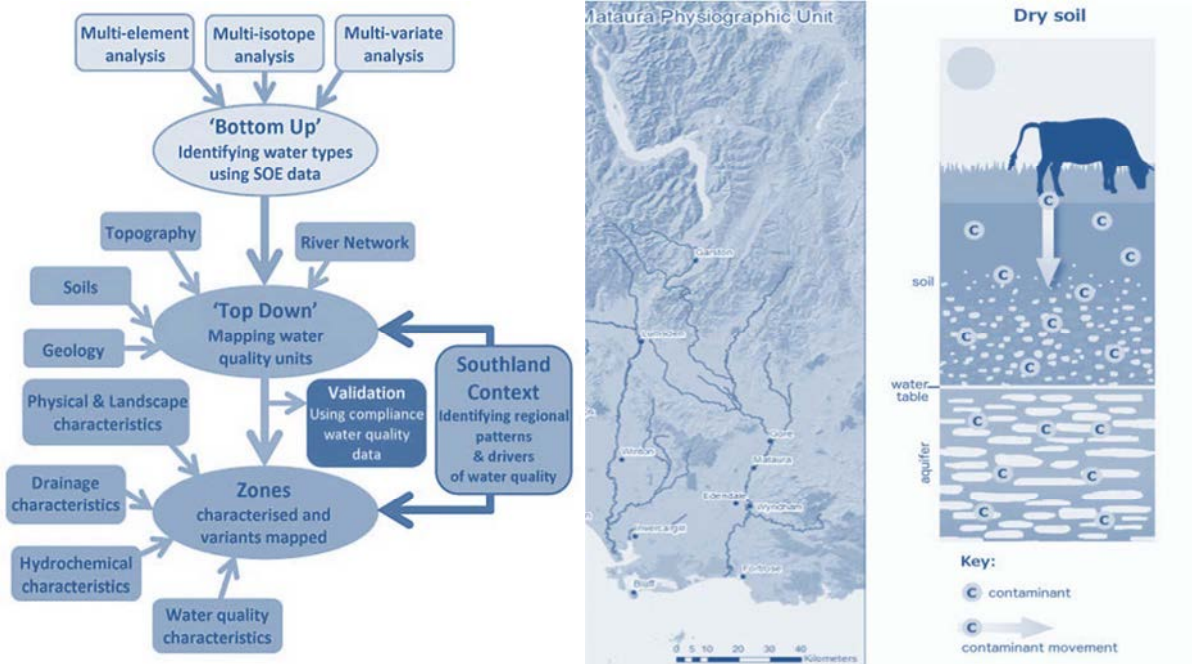 Multi-element
analysis
Multi-isotope
analysis
Multi-variate
analysis
‘Bottom Up’
Identifying water types
using SOE data
Topography
River Network
Soils
‘Top Down’
Mapping water
quality units
Geology
Southland
Context
Identifying regional
patterns
& drivers
of water quality
Validation
Using compliance
water quality
data
Physical & Landscape
characteristics
Drainage
characteristics
Zones
characterised and
variants mapped
Hydrochemical
characteristics
Water quality
characteristics
Mataura Physiographic Unit
Garston
Lumsden
Gore
Mataura
Winton
Edendale
Wyndham
Invercargill
Fortrose
Bluff
0 5 10 20 30 40
Kilometers
Dry soil
C
C
C
C
C
soil
C
C
C
C
C
water
table
C
C
C
aquifer
C
C
C
C
Key:
C contaminant
C
contaminant movement